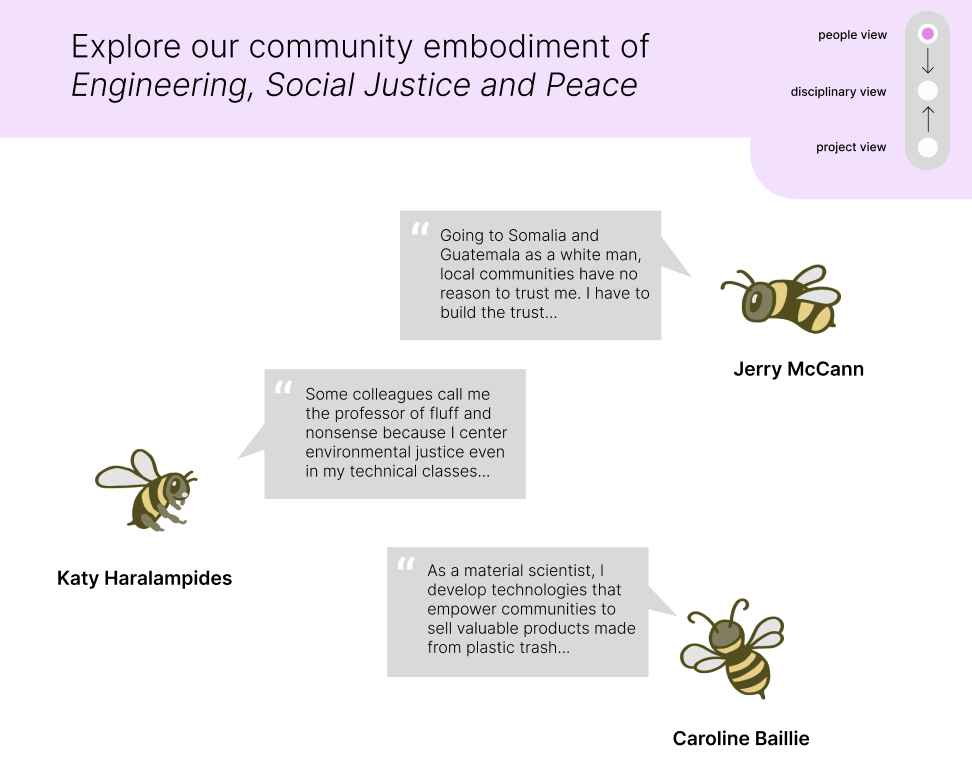 Explore our community embodiment of
Engineering, Social Justice and Peace
people view
disciplinary view
project view
“ Going to Somalia and
Guatemala as a white man,
local communities have no
reason to trust me. I have to
build the trust...
Jerry McCann
“ Some colleagues call me
the professor of fluff and
nonsense because I center
environmental justice even
in my technical classes...
Katy Haralampides
“ As a material scientist, I
develop technologies that
empower communities to
sell valuable products made
from plastic trash...
Caroline Baillie